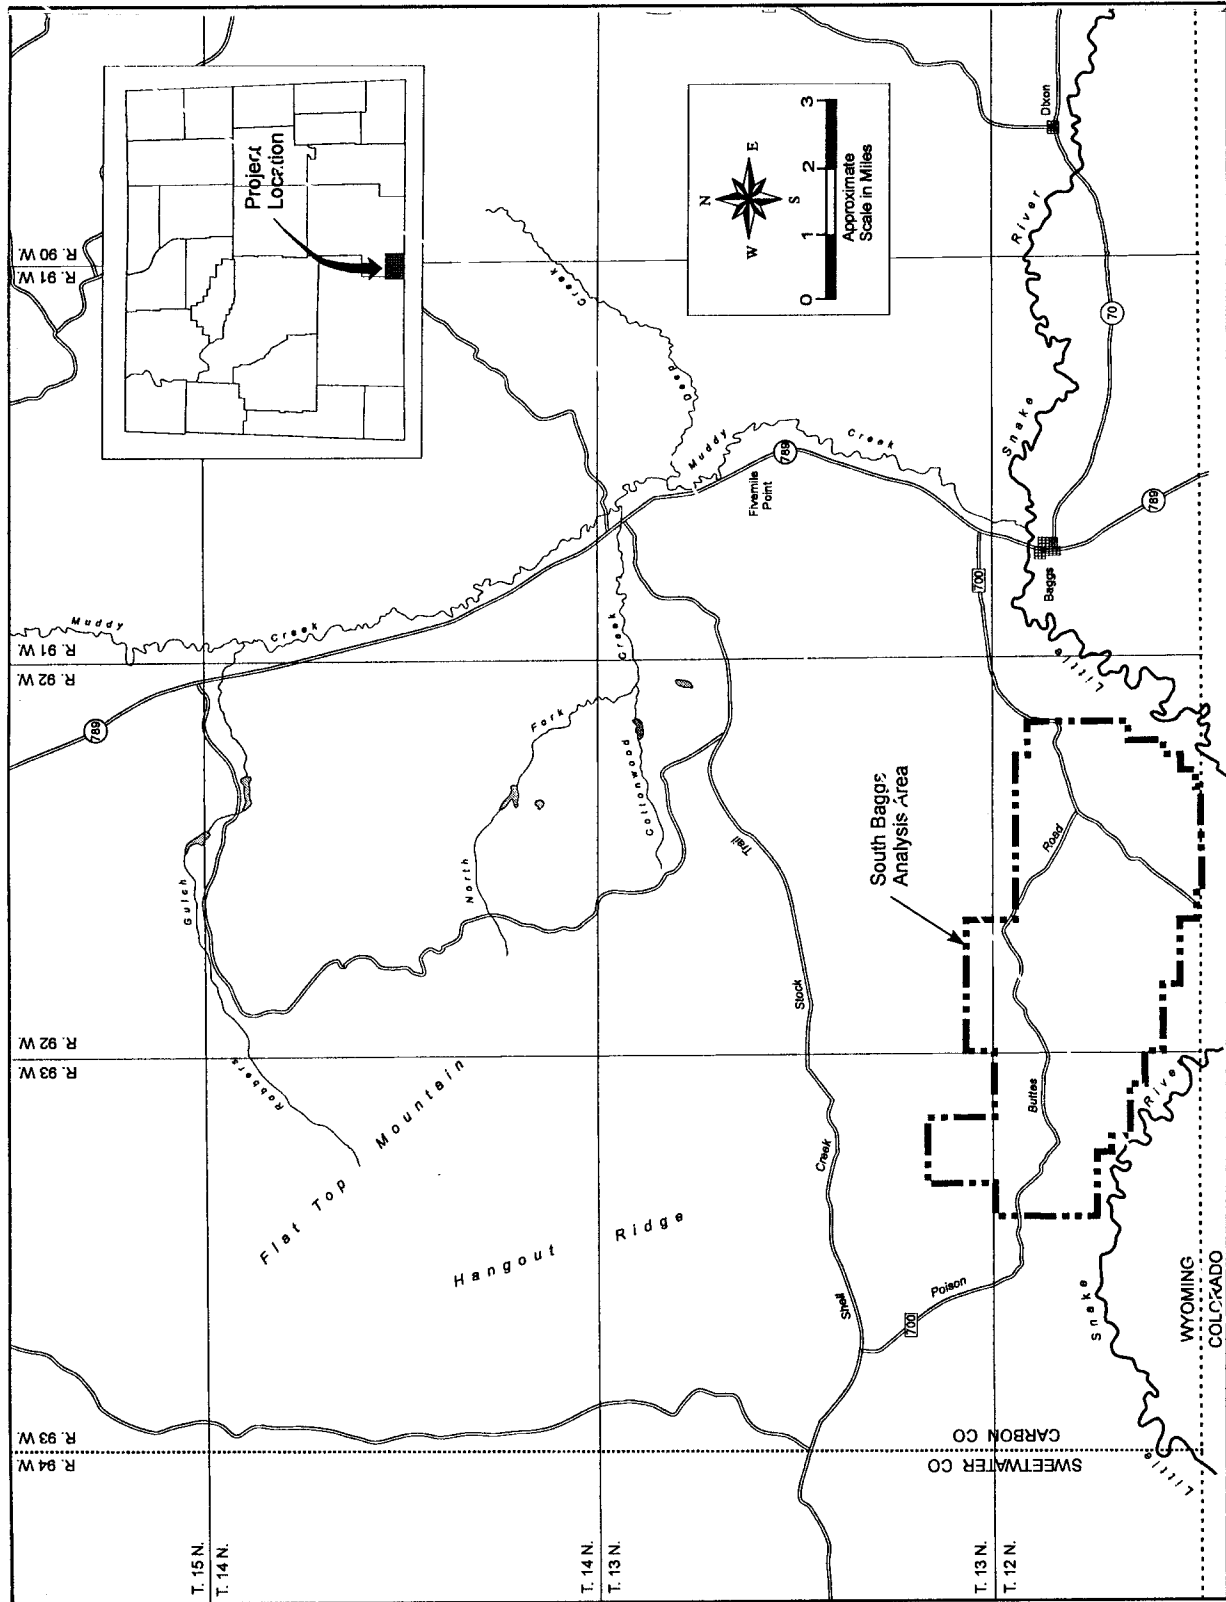 R. 94 W.
R. 93 W.
R. 93 W.
R. 92 W.
R. 92 W.
R. 91 W.
R. 91 W.
R. 90 W.
T. 15 N.
T. 14 N.
T. 14 N.
T. 13 N.
T. 13 N.
T. 12 N.
Project
Location
789
Muddy
Creek
Gulch
Robbers
Flat Top Mountain
Hangout Ridge
North
Fork
Cottonwood
Creek
Deep
Creek
Muddy
Creek
Fivemile
Point
789
Shell
Creek
Stock
Trail
N
W
E
S
0 1 2 3
Approximate
Scale in Miles
South Baggs
Analysis Area
700
Poison
Buttes
Road
700
Baggs
Dixon
70
789
Little
Snake
River
Little
Snake
River
SWEETWATER CO
CARBON CO
WYOMING
COLORADO